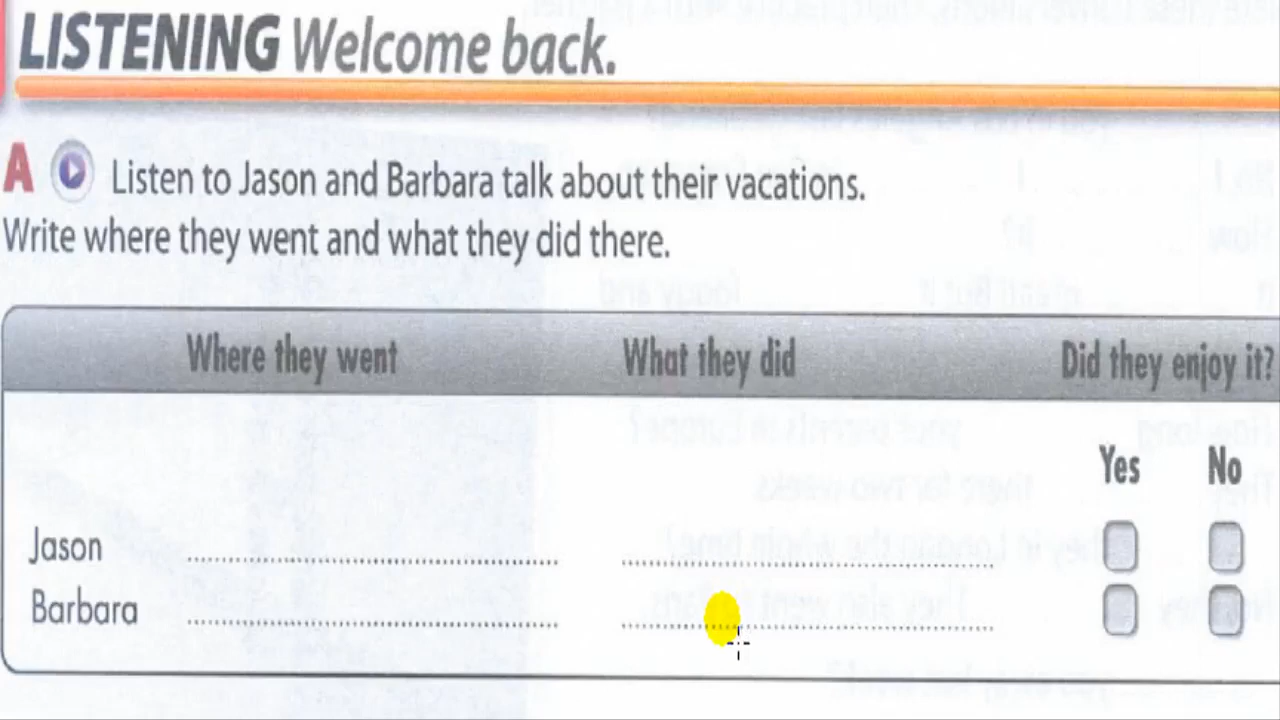 LISTENING Welcome back.
A Listen to Jason and Barbara talk about their vacations.
Write where they went and what they did there.
Where they went What they did Did they enjoy it?
Yes No
Jason
Barbara